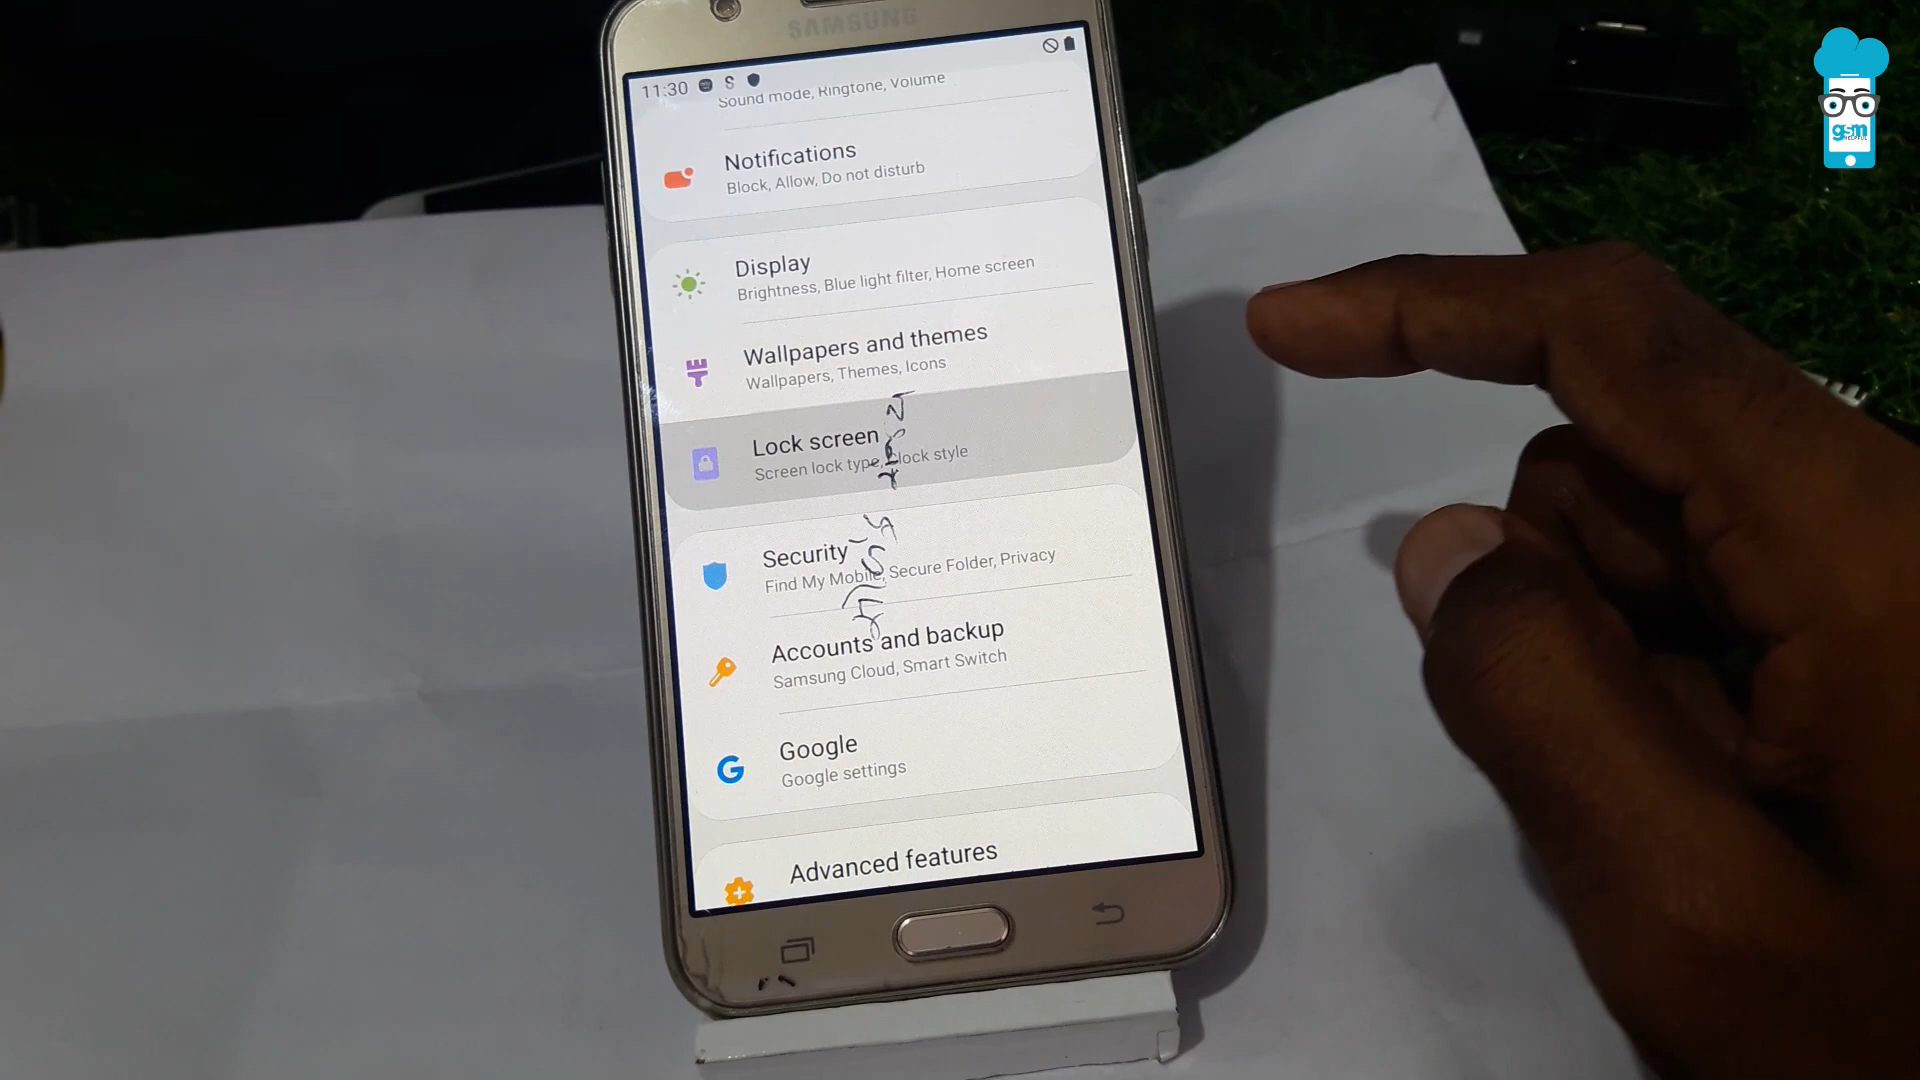 SAMSUNG
11:30
Sound mode, Ringtone, Volume
Notifications
Block, Allow, Do not disturb
Display
Brightness, Blue light filter, Home screen
Wallpapers and themes
Wallpapers, Themes, Icons
Lock screen
Screen lock type, Clock style
Security
Find My Mobile, Secure Folder, Privacy
Accounts and backup
Samsung Cloud, Smart Switch
Google
Google settings
Advanced features
gsm